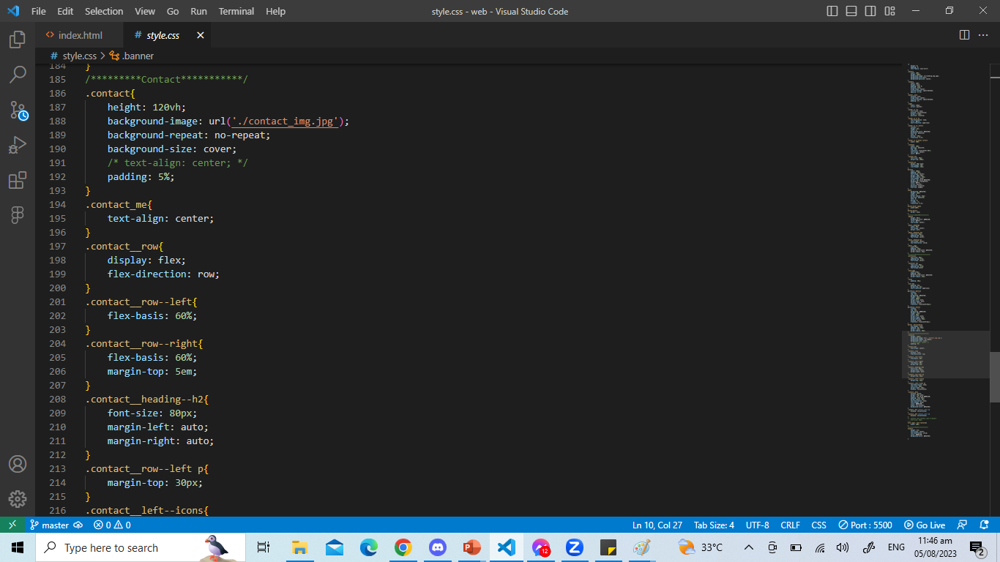 File Edit Selection View Go Run Terminal Help
style.css - web - Visual Studio Code
<> index.html
# style.css
# style.css > .banner
184 }
185 /*********Contact***********/
186 .contact{
187     height: 120vh;
188     background-image: url('./contact_img.jpg');
189     background-repeat: no-repeat;
190     background-size: cover;
191     /* text-align: center; */
192     padding: 5%;
193 }
194 .contact_me{
195     text-align: center;
196 }
197 .contact__row{
198     display: flex;
199     flex-direction: row;
200 }
201 .contact__row--left{
202     flex-basis: 60%;
203 }
204 .contact__row--right{
205     flex-basis: 60%;
206     margin-top: 5em;
207 }
208 .contact__heading--h2{
209     font-size: 80px;
210     margin-left: auto;
211     margin-right: auto;
212 }
213 .contact__row--left p{
214     margin-top: 30px;
215 }
216 .contact__left--icons{
master 0 0 Ln 10, Col 27 Tab Size: 4 UTF-8 CRLF CSS Port : 5500 Go Live
Type here to search
12
33°C
ENG
11:46 am
05/08/2023
2